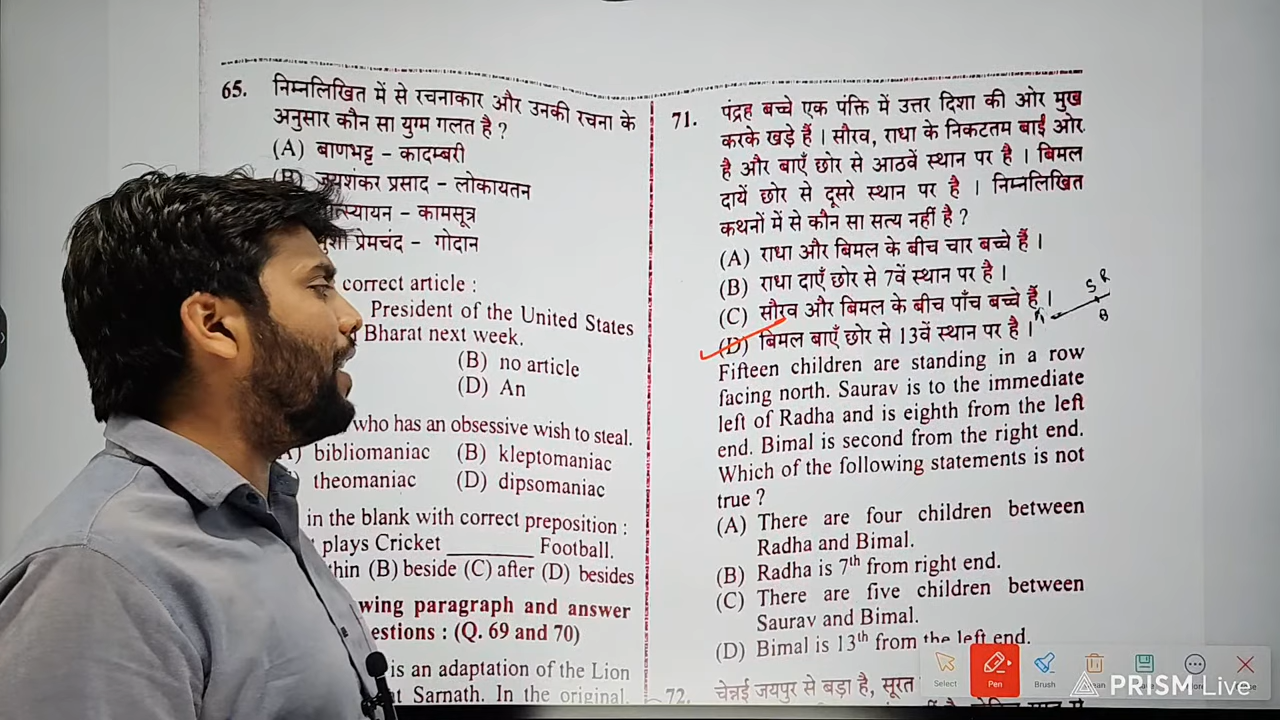 65. निम्नलिखित में से रचनाकार और उनकी रचना के
अनुसार कौन सा युग्म गलत है ?
(A) बाणभट्ट – कादम्बरी
जयशंकर प्रसाद – लोकायतन
– कामसूत्र
प्रेमचंद – गोदान
correct article :
President of the United States
Bharat next week.
(B) no article
(D) An
who has an obsessive wish to steal.
bibliomaniac (B) kleptomaniac
theomaniac (D) dipsomaniac
in the blank with correct preposition :
plays Cricket ________ Football.
(B) beside (C) after (D) besides
paragraph and answer
: (Q. 69 and 70)
is an adaptation of the Lion
Sarnath. In the original,
71. पंद्रह बच्चे एक पंक्ति में उत्तर दिशा की ओर मुख
करके खड़े हैं । सौरव, राधा के निकटतम बाईं ओर
है और बाएँ छोर से आठवें स्थान पर है । बिमल
दायें छोर से दूसरे स्थान पर है । निम्नलिखित
कथनों में से कौन सा सत्य नहीं है ?
(A) राधा और बिमल के बीच चार बच्चे हैं ।
(B) राधा दाएँ छोर से 7वें स्थान पर है ।
(C) सौरव और बिमल के बीच पाँच बच्चे हैं ।
(D) बिमल बाएँ छोर से 13वें स्थान पर है ।
S R
B
Fifteen children are standing in a row
facing north. Saurav is to the immediate
left of Radha and is eighth from the left
end. Bimal is second from the right end.
Which of the following statements is not
true ?
(A) There are four children between
Radha and Bimal.
(B) Radha is 7th from right end.
(C) There are five children between
Saurav and Bimal.
(D) Bimal is 13th from the left end.
72. चेन्नई जयपुर से बड़ा है, सूरत
Select
Pen
Brush
PRISM Live